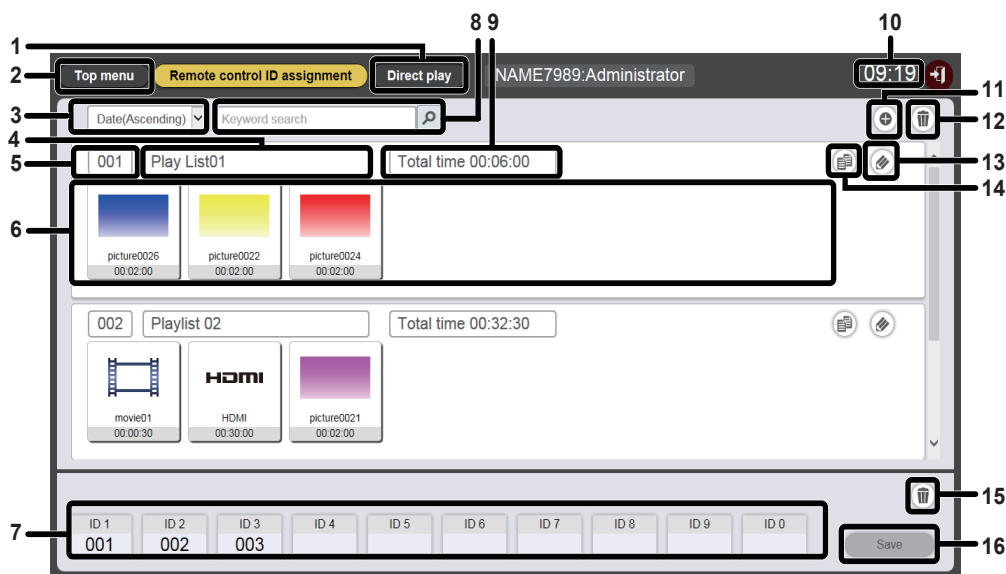 8 9
10
1
2
Top menu
Remote control ID assignment
Direct play
NAME7989:Administrator
09:19
11
3
Date(Ascending)
Keyword search
12
4
5
001
Play List01
Total time 00:06:00
13
14
6
picture0026
picture0022
picture0024
00:02:00
00:02:00
00:02:00
002
Playlist 02
Total time 00:32:30
HDMI
movie01
HDMI
picture0021
00:00:30
00:30:00
00:02:00
15
7
ID 1
ID 2
ID 3
ID 4
ID 5
ID 6
ID 7
ID 8
ID 9
ID 0
001
002
003
Save
16